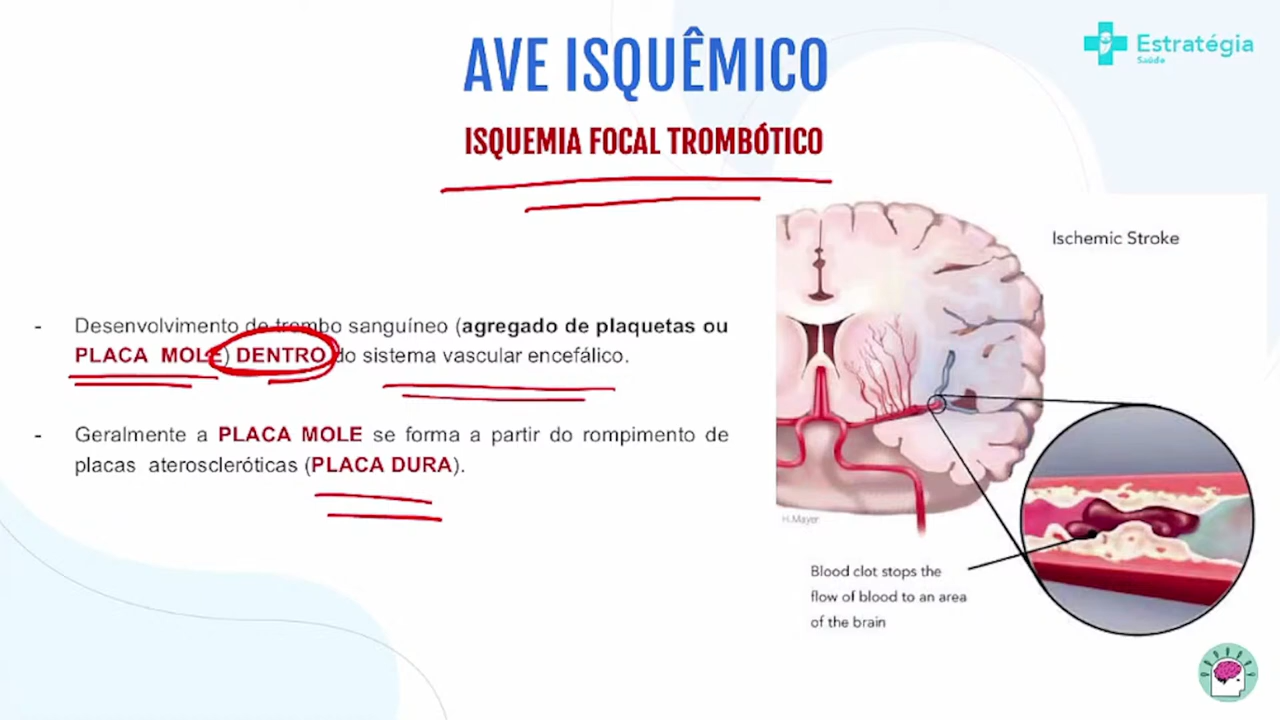 AVE ISQUÊMICO
Estratégia
Saúde
ISQUEMIA FOCAL TROMBÓTICO
Ischemic Stroke
- Desenvolvimento de trombo sanguíneo (agregado de plaquetas ou
PLACA MOLE) DENTRO do sistema vascular encefálico.
- Geralmente a PLACA MOLE se forma a partir do rompimento de
placas ateroscleróticas (PLACA DURA).
H.Mayer
Blood clot stops the
flow of blood to an area
of the brain